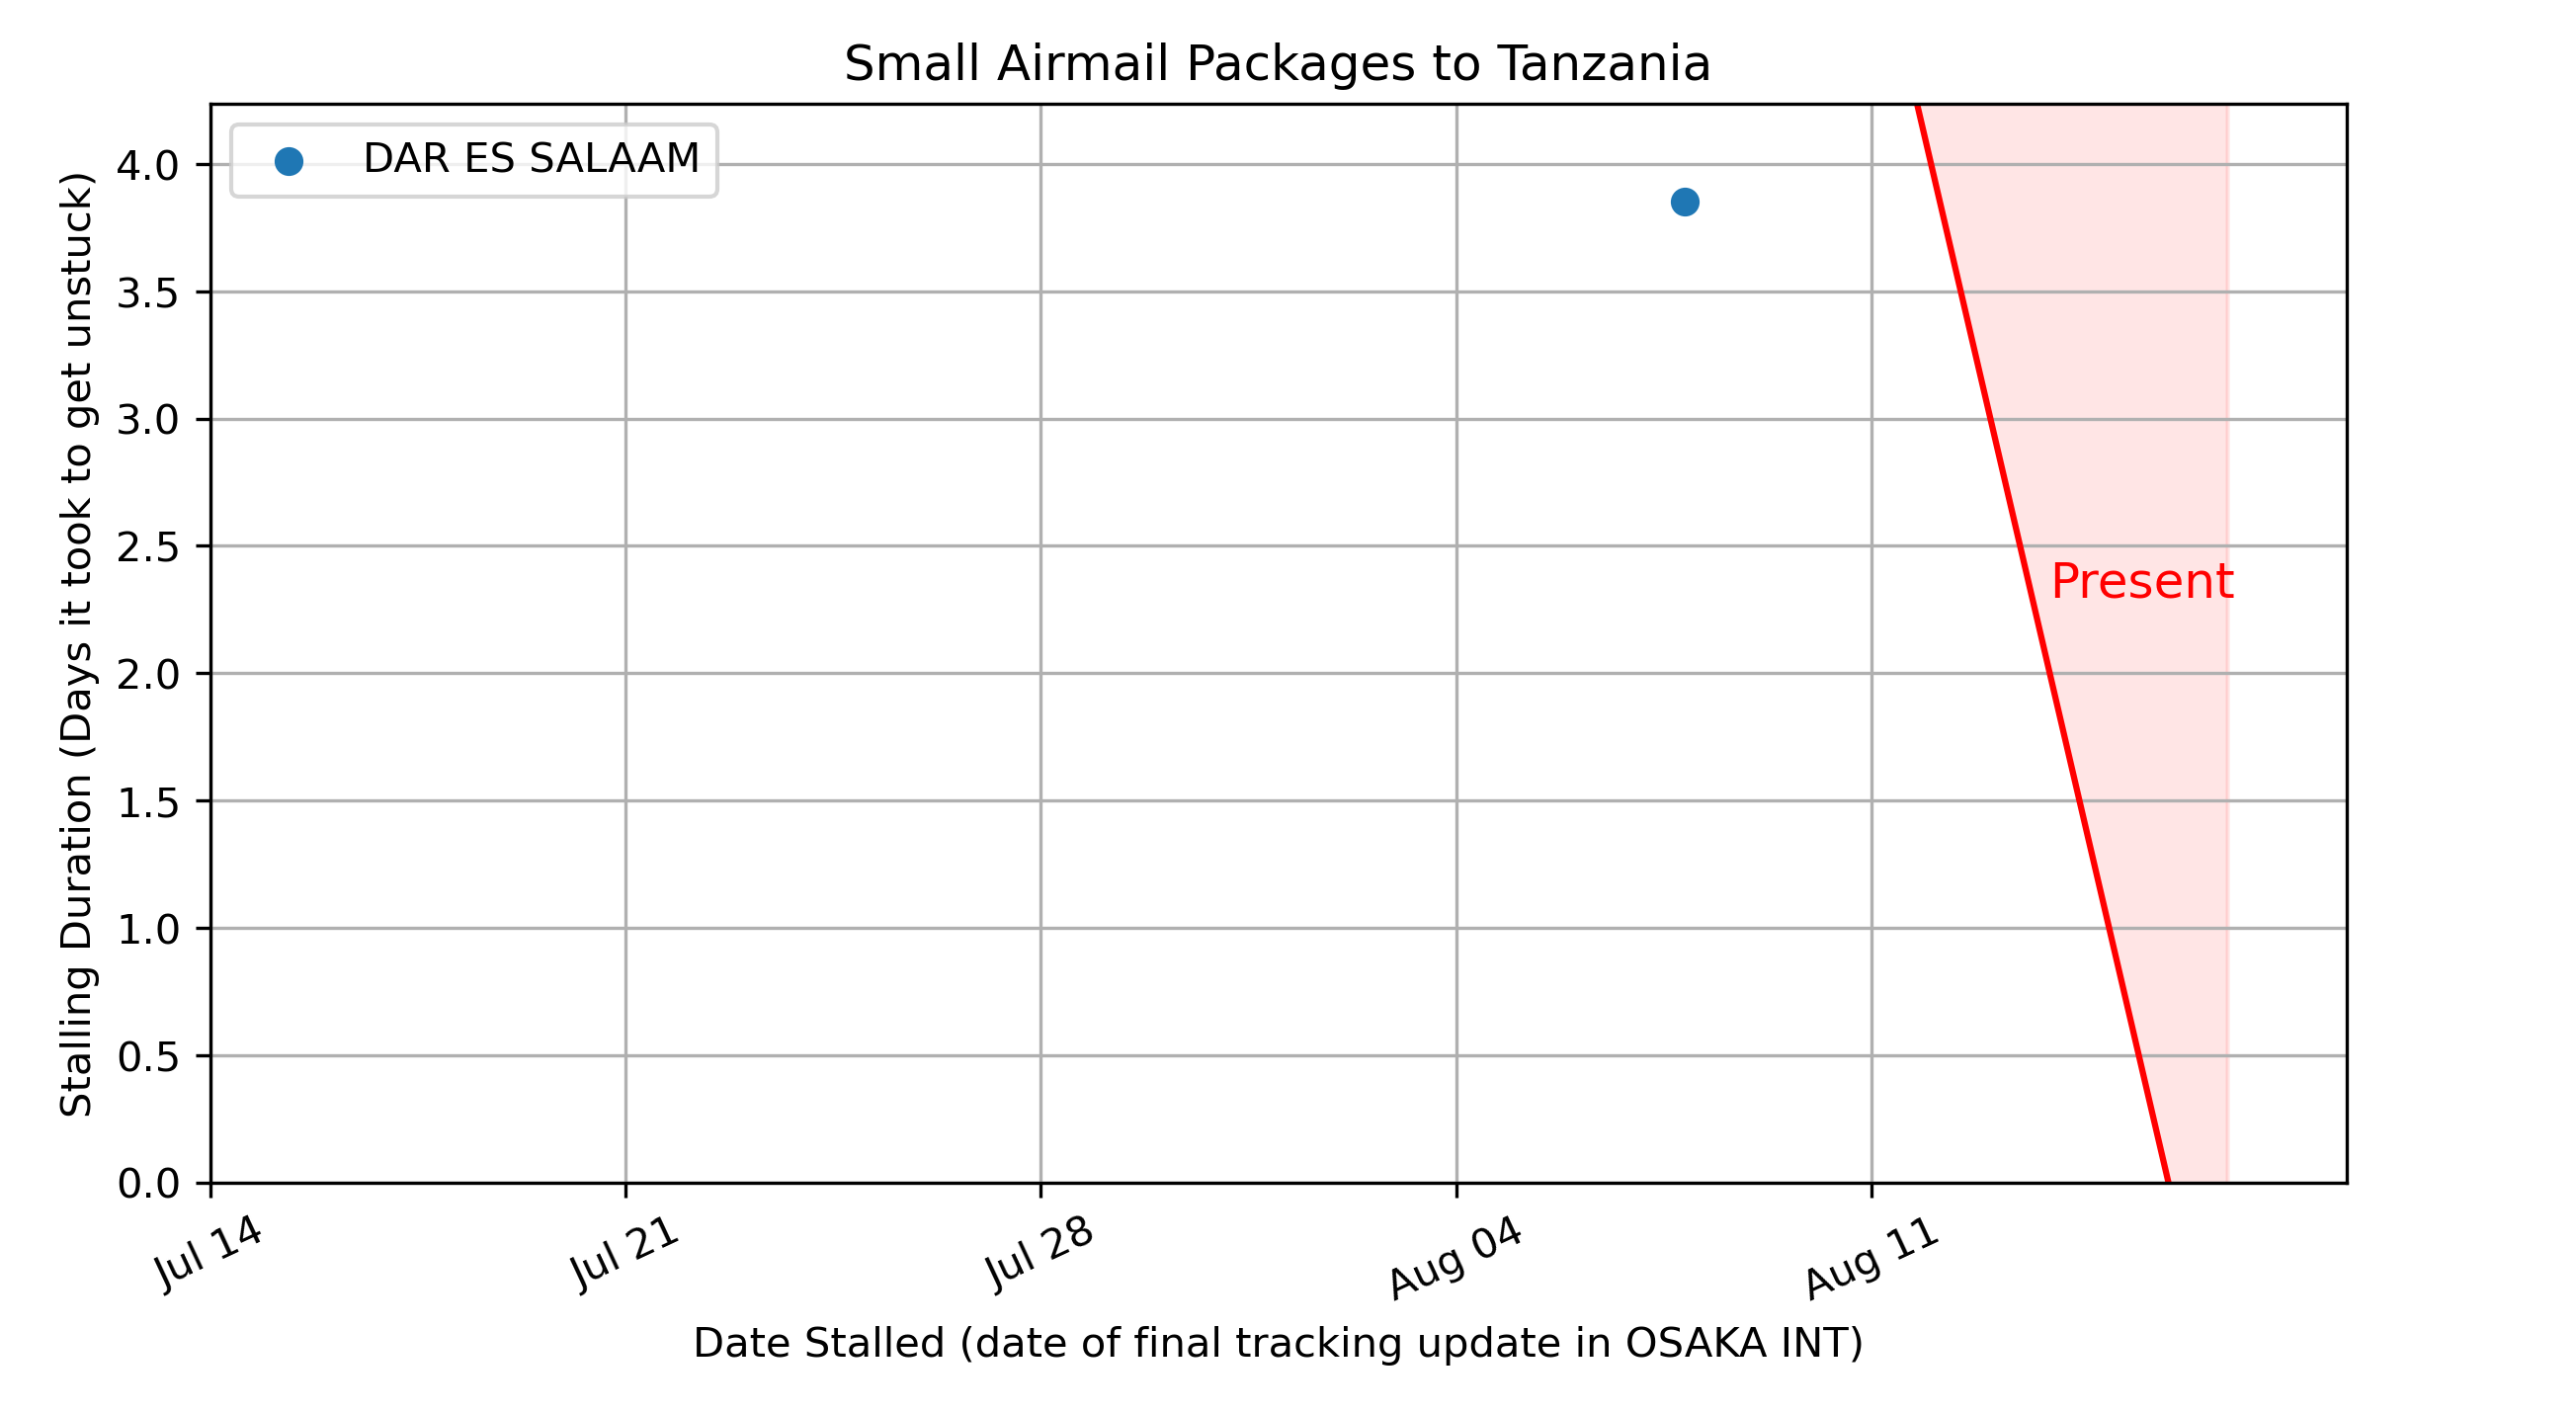 Small Airmail Packages to Tanzania
DAR ES SALAAM
Stalling Duration (Days it took to get unstuck)
4.0
3.5
3.0
2.5
2.0
1.5
1.0
0.5
0.0
Present
Jul 14
Jul 21
Jul 28
Aug 04
Aug 11
Date Stalled (date of final tracking update in OSAKA INT)